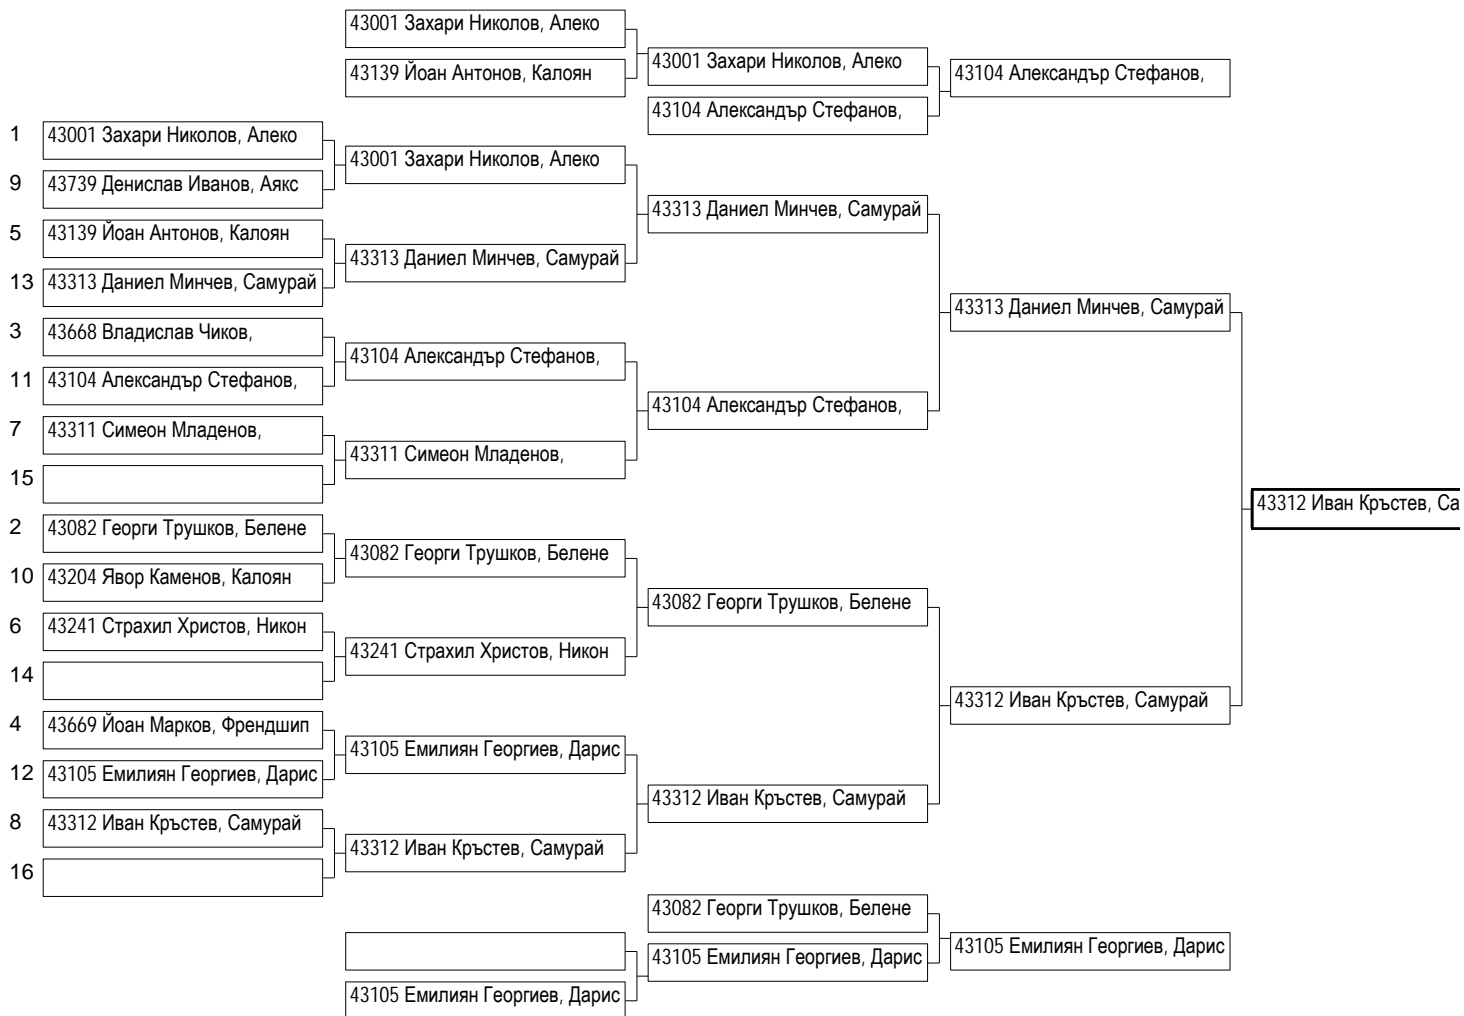 43001 Захари Николов, Алеко
43139 Йоан Антонов, Калоян
43001 Захари Николов, Алеко
43104 Александър Стефанов,
43104 Александър Стефанов,
1 43001 Захари Николов, Алеко
9 43739 Денислав Иванов, Аякс
5 43139 Йоан Антонов, Калоян
13 43313 Даниел Минчев, Самурай
3 43668 Владислав Чиков,
11 43104 Александър Стефанов,
7 43311 Симеон Младенов,
15
2 43082 Георги Трушков, Белене
10 43204 Явор Каменов, Калоян
6 43241 Страхил Христов, Никон
14
4 43669 Йоан Марков, Френдшип
12 43105 Емилиян Георгиев, Дарис
8 43312 Иван Кръстев, Самурай
16
43001 Захари Николов, Алеко
43313 Даниел Минчев, Самурай
43104 Александър Стефанов,
43311 Симеон Младенов,
43082 Георги Трушков, Белене
43241 Страхил Христов, Никон
43105 Емилиян Георгиев, Дарис
43312 Иван Кръстев, Самурай
43313 Даниел Минчев, Самурай
43104 Александър Стефанов,
43082 Георги Трушков, Белене
43312 Иван Кръстев, Самурай
43313 Даниел Минчев, Самурай
43312 Иван Кръстев, Самурай
43312 Иван Кръстев, Са
43105 Емилиян Георгиев, Дарис
43082 Георги Трушков, Белене
43105 Емилиян Георгиев, Дарис
43105 Емилиян Георгиев, Дарис